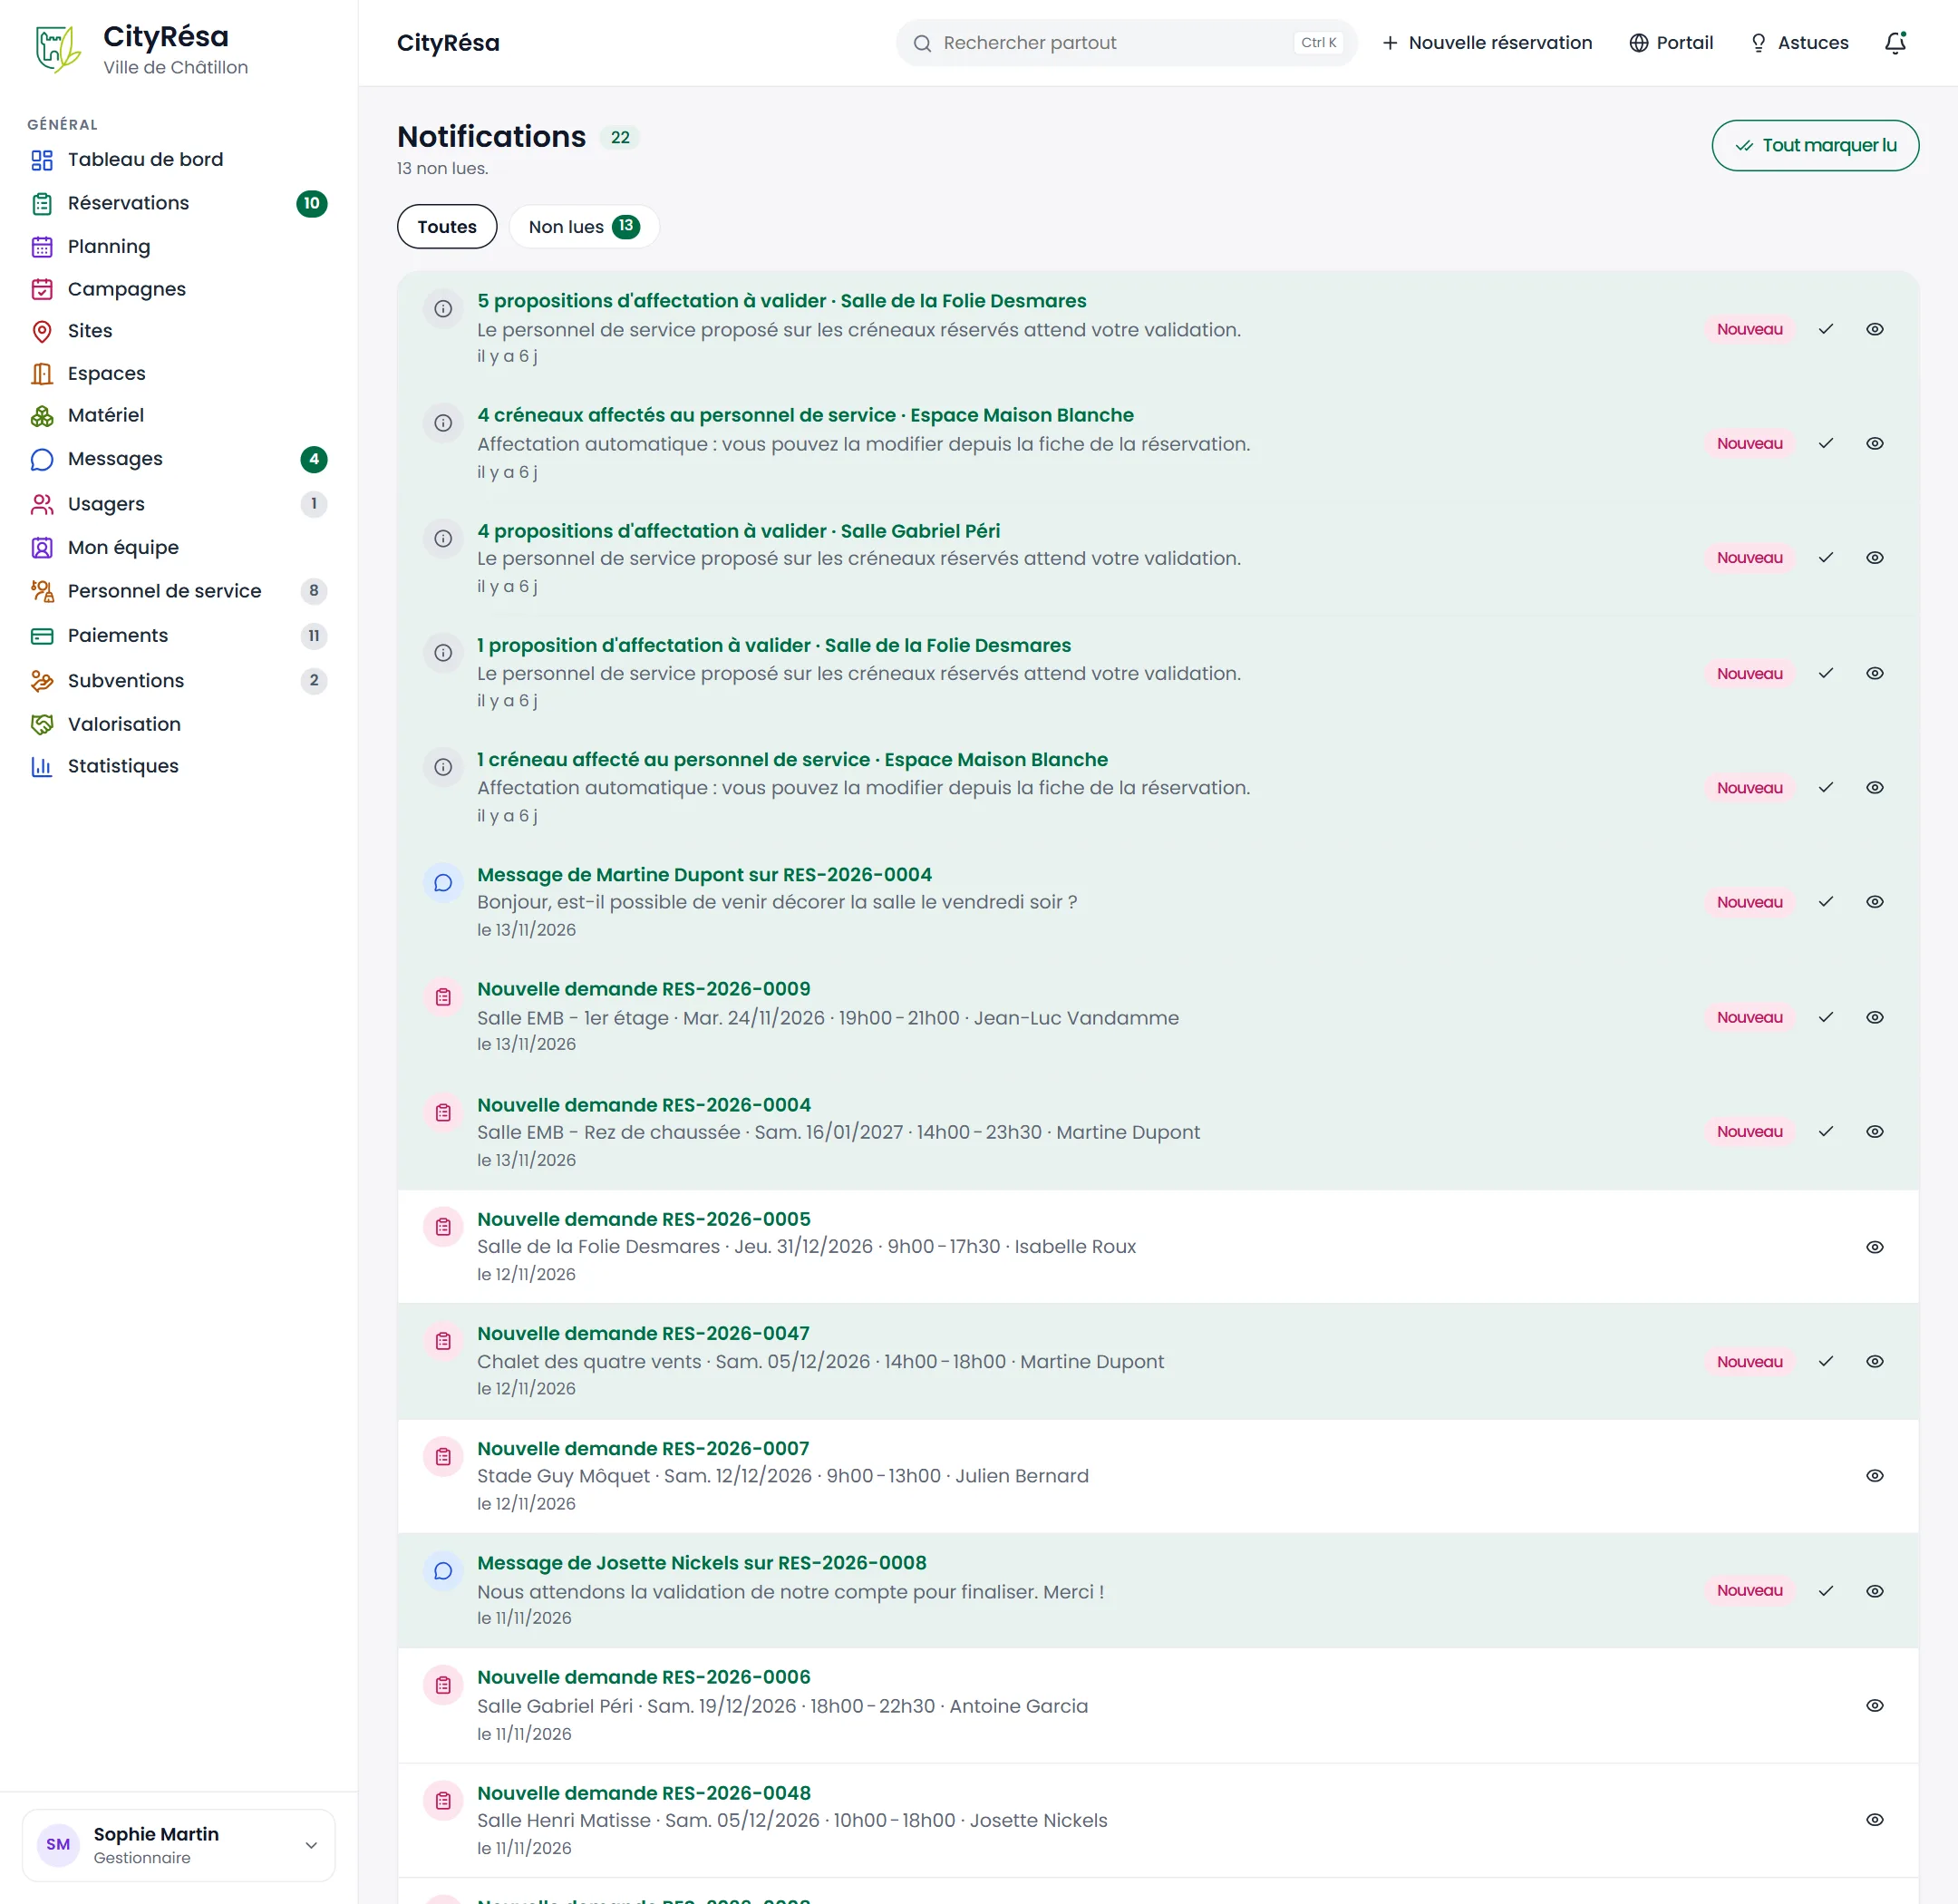 CityRésa
Ville de Châtillon
GÉNÉRAL
Tableau de bord
Réservations 10
Planning
Campagnes
Sites
Espaces
Matériel
Messages 4
Usagers 1
Mon équipe
Personnel de service 8
Paiements 11
Subventions 2
Valorisation
Statistiques
SM
Sophie Martin
Gestionnaire
CityRésa
Rechercher partout Ctrl K
Nouvelle réservation
Portail
Astuces
Notifications 22
13 non lues.
Tout marquer lu
Toutes
Non lues 13
5 propositions d'affectation à valider · Salle de la Folie Desmares
Le personnel de service proposé sur les créneaux réservés attend votre validation.
il y a 6 j
Nouveau
4 créneaux affectés au personnel de service · Espace Maison Blanche
Affectation automatique : vous pouvez la modifier depuis la fiche de la réservation.
il y a 6 j
Nouveau
4 propositions d'affectation à valider · Salle Gabriel Péri
Le personnel de service proposé sur les créneaux réservés attend votre validation.
il y a 6 j
Nouveau
1 proposition d'affectation à valider · Salle de la Folie Desmares
Le personnel de service proposé sur les créneaux réservés attend votre validation.
il y a 6 j
Nouveau
1 créneau affecté au personnel de service · Espace Maison Blanche
Affectation automatique : vous pouvez la modifier depuis la fiche de la réservation.
il y a 6 j
Nouveau
Message de Martine Dupont sur RES-2026-0004
Bonjour, est-il possible de venir décorer la salle le vendredi soir ?
le 13/11/2026
Nouveau
Nouvelle demande RES-2026-0009
Salle EMB - 1er étage · Mar. 24/11/2026 · 19h00 - 21h00 · Jean-Luc Vandamme
le 13/11/2026
Nouveau
Nouvelle demande RES-2026-0004
Salle EMB - Rez de chaussée · Sam. 16/01/2027 · 14h00 - 23h30 · Martine Dupont
le 13/11/2026
Nouveau
Nouvelle demande RES-2026-0005
Salle de la Folie Desmares · Jeu. 31/12/2026 · 9h00 - 17h30 · Isabelle Roux
le 12/11/2026
Nouvelle demande RES-2026-0047
Chalet des quatre vents · Sam. 05/12/2026 · 14h00 - 18h00 · Martine Dupont
le 12/11/2026
Nouveau
Nouvelle demande RES-2026-0007
Stade Guy Môquet · Sam. 12/12/2026 · 9h00 - 13h00 · Julien Bernard
le 12/11/2026
Message de Josette Nickels sur RES-2026-0008
Nous attendons la validation de notre compte pour finaliser. Merci !
le 11/11/2026
Nouveau
Nouvelle demande RES-2026-0006
Salle Gabriel Péri · Sam. 19/12/2026 · 18h00 - 22h30 · Antoine Garcia
le 11/11/2026
Nouvelle demande RES-2026-0048
Salle Henri Matisse · Sam. 05/12/2026 · 10h00 - 18h00 · Josette Nickels
le 11/11/2026